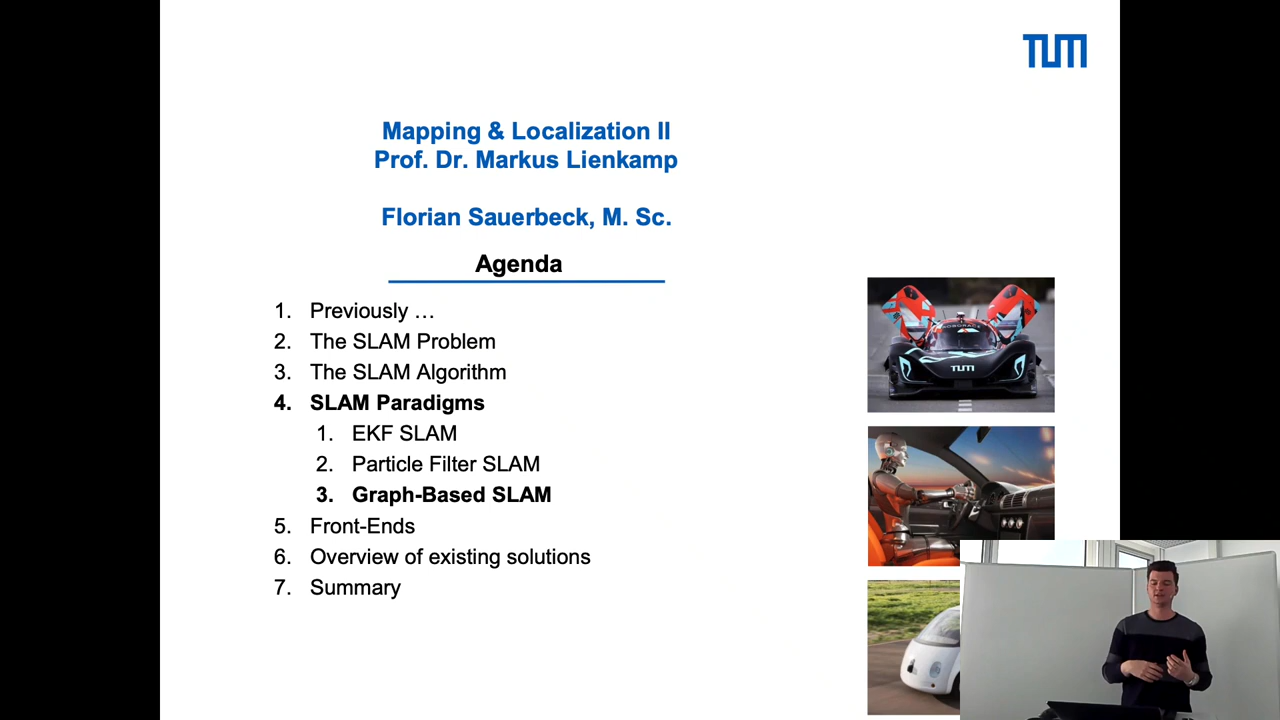 TUM
Mapping & Localization II
Prof. Dr. Markus Lienkamp
Florian Sauerbeck, M. Sc.
Agenda
1. Previously …
2. The SLAM Problem
3. The SLAM Algorithm
4. SLAM Paradigms
1. EKF SLAM
2. Particle Filter SLAM
3. Graph-Based SLAM
5. Front-Ends
6. Overview of existing solutions
7. Summary
ROBORACE
TUM